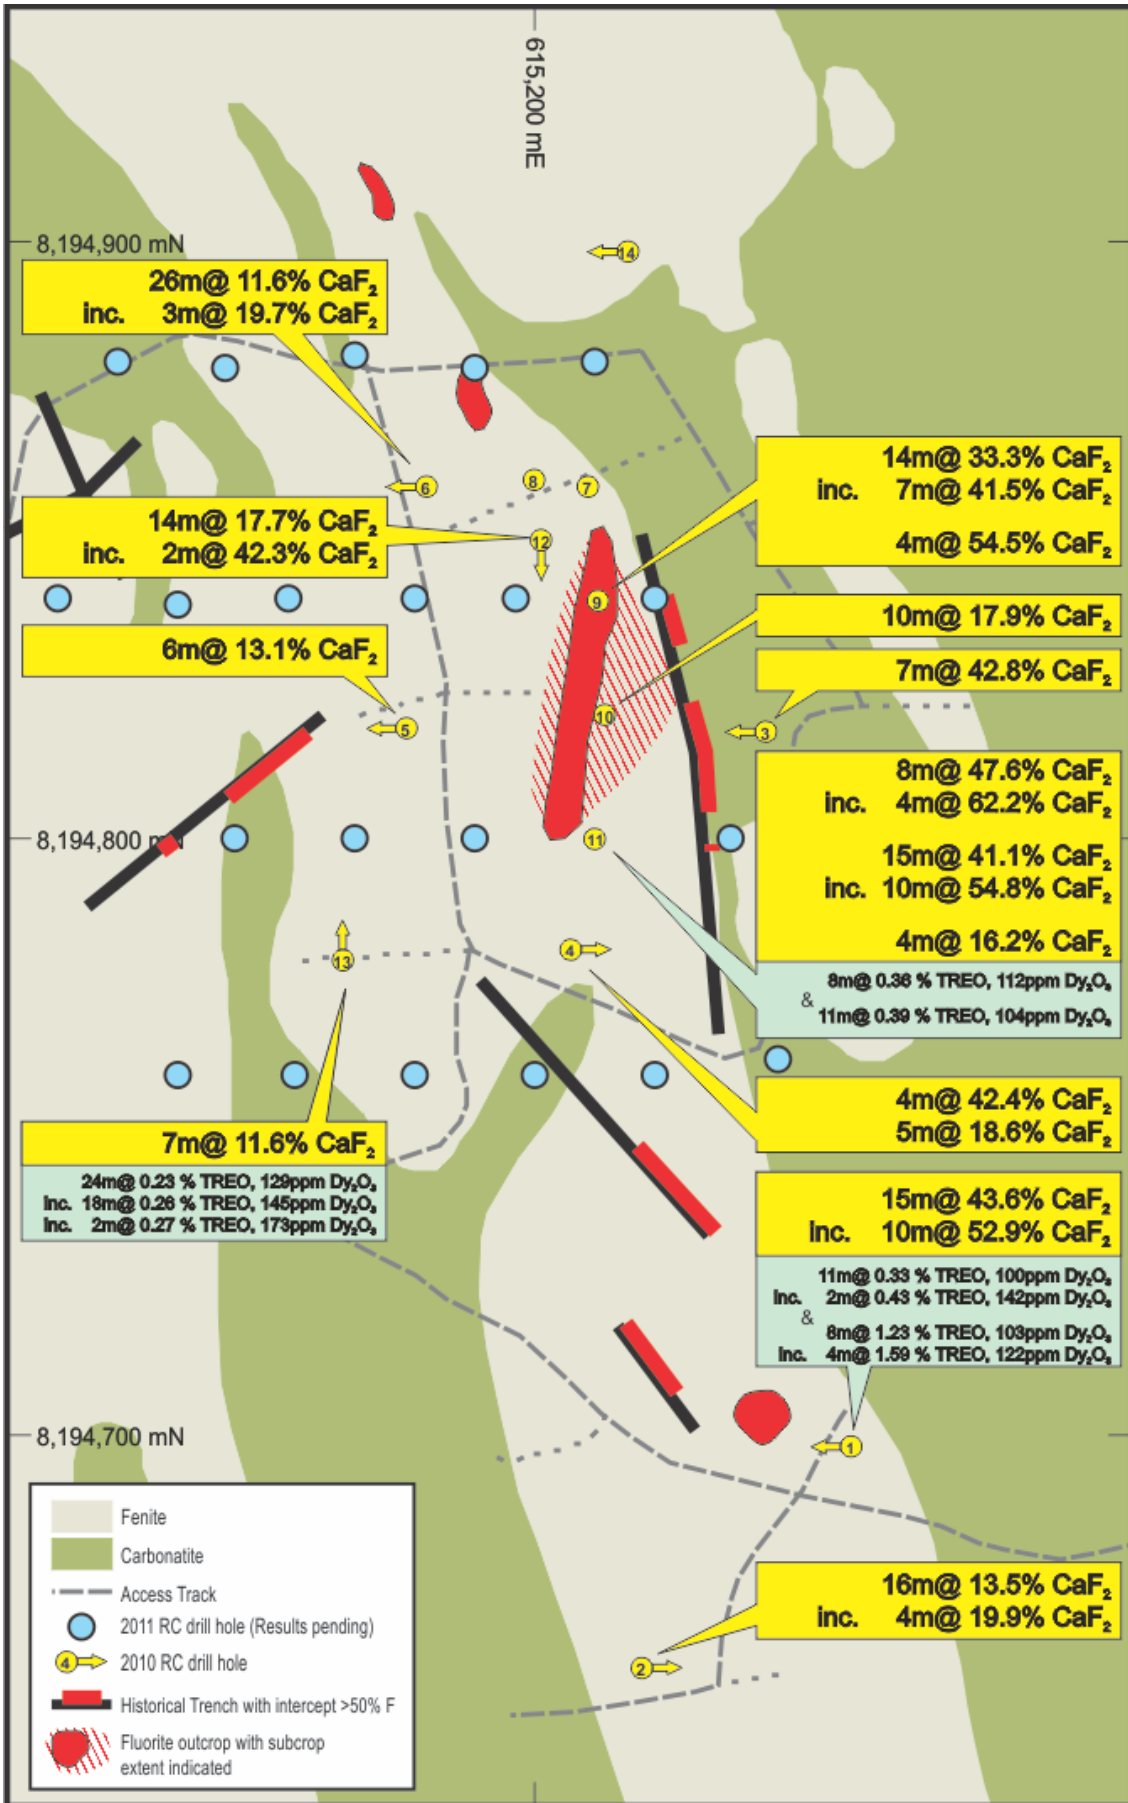 615,200 mE
8,194,900 mN
14
26m@ 11.6% CaF₂
inc. 3m@ 19.7% CaF₂
6
8
7
14m@ 33.3% CaF₂
inc. 7m@ 41.5% CaF₂
4m@ 54.5% CaF₂
14m@ 17.7% CaF₂
inc. 2m@ 42.3% CaF₂
12
9
10m@ 17.9% CaF₂
6m@ 13.1% CaF₂
7m@ 42.8% CaF₂
5
10
3
8,194,800 mN
11
8m@ 47.6% CaF₂
inc. 4m@ 62.2% CaF₂
15m@ 41.1% CaF₂
inc. 10m@ 54.8% CaF₂
4m@ 16.2% CaF₂
8m@ 0.36 % TREO, 112ppm Dy₂O₃
&
11m@ 0.39 % TREO, 104ppm Dy₂O₃
13
4
4m@ 42.4% CaF₂
5m@ 18.6% CaF₂
7m@ 11.6% CaF₂
24m@ 0.23 % TREO, 129ppm Dy₂O₃
Inc. 18m@ 0.26 % TREO, 145ppm Dy₂O₃
Inc. 2m@ 0.27 % TREO, 173ppm Dy₂O₃
15m@ 43.6% CaF₂
inc. 10m@ 52.9% CaF₂
11m@ 0.33 % TREO, 100ppm Dy₂O₃
Inc. 2m@ 0.43 % TREO, 142ppm Dy₂O₃
&
8m@ 1.23 % TREO, 103ppm Dy₂O₃
Inc. 4m@ 1.59 % TREO, 122ppm Dy₂O₃
8,194,700 mN
1
16m@ 13.5% CaF₂
inc. 4m@ 19.9% CaF₂
2
Fenite
Carbonatite
Access Track
2011 RC drill hole (Results pending)
4
2010 RC drill hole
Historical Trench with intercept >50% F
Fluorite outcrop with subcrop
extent indicated